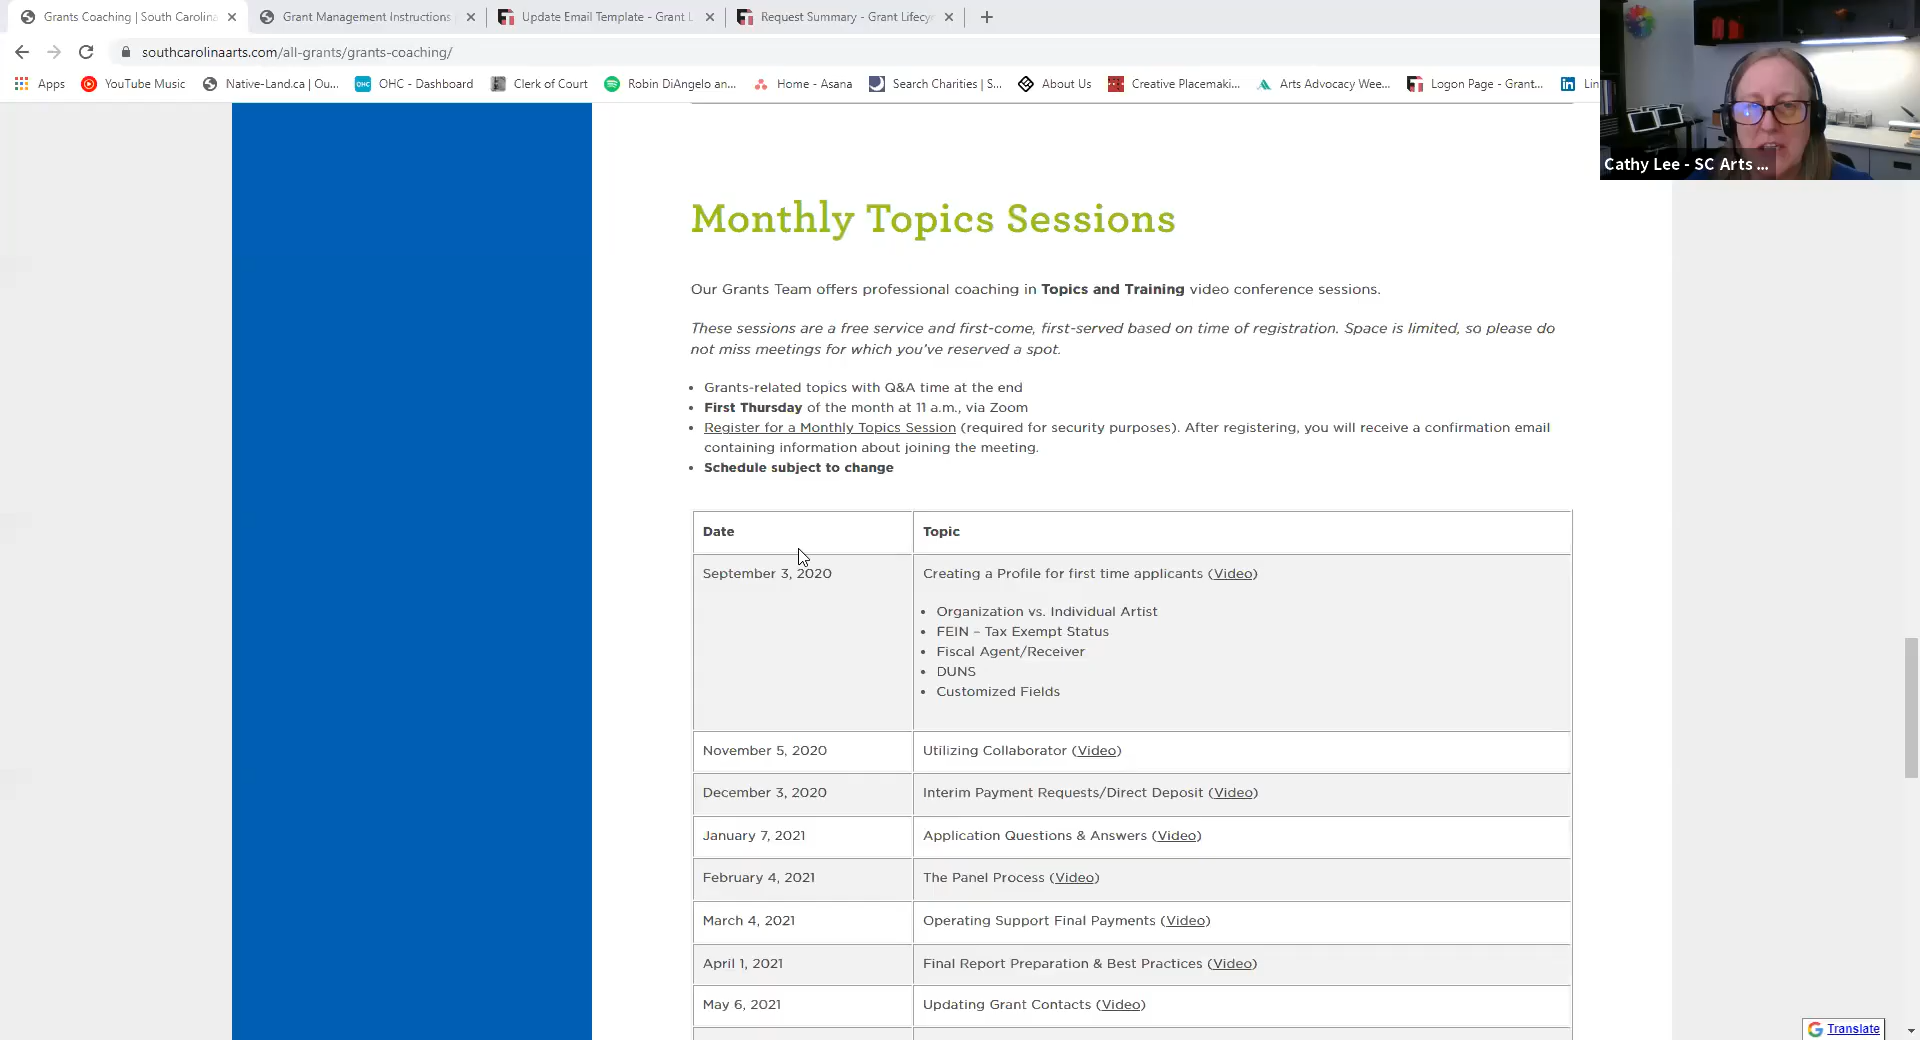 Grants Coaching | South Carolina
Grant Management Instructions
Update Email Template - Grant L
Request Summary - Grant Lifecy
southcarolinaarts.com/all-grants/grants-coaching/
Apps
YouTube Music
Native-Land.ca | Ou...
OHC - Dashboard
Clerk of Court
Robin DiAngelo an...
Home - Asana
Search Charities | S...
About Us
Creative Placemaki...
Arts Advocacy Wee...
Logon Page - Grant...
Lin
Cathy Lee - SC Arts ...
Monthly Topics Sessions
Our Grants Team offers professional coaching in Topics and Training video conference sessions.
These sessions are a free service and first-come, first-served based on time of registration. Space is limited, so please do
not miss meetings for which you've reserved a spot.
• Grants-related topics with Q&A time at the end
• First Thursday of the month at 11 a.m., via Zoom
• Register for a Monthly Topics Session (required for security purposes). After registering, you will receive a confirmation email
containing information about joining the meeting.
• Schedule subject to change
Date Topic
September 3, 2020 Creating a Profile for first time applicants (Video)
• Organization vs. Individual Artist
• FEIN – Tax Exempt Status
• Fiscal Agent/Receiver
• DUNS
• Customized Fields
November 5, 2020 Utilizing Collaborator (Video)
December 3, 2020 Interim Payment Requests/Direct Deposit (Video)
January 7, 2021 Application Questions & Answers (Video)
February 4, 2021 The Panel Process (Video)
March 4, 2021 Operating Support Final Payments (Video)
April 1, 2021 Final Report Preparation & Best Practices (Video)
May 6, 2021 Updating Grant Contacts (Video)
Translate